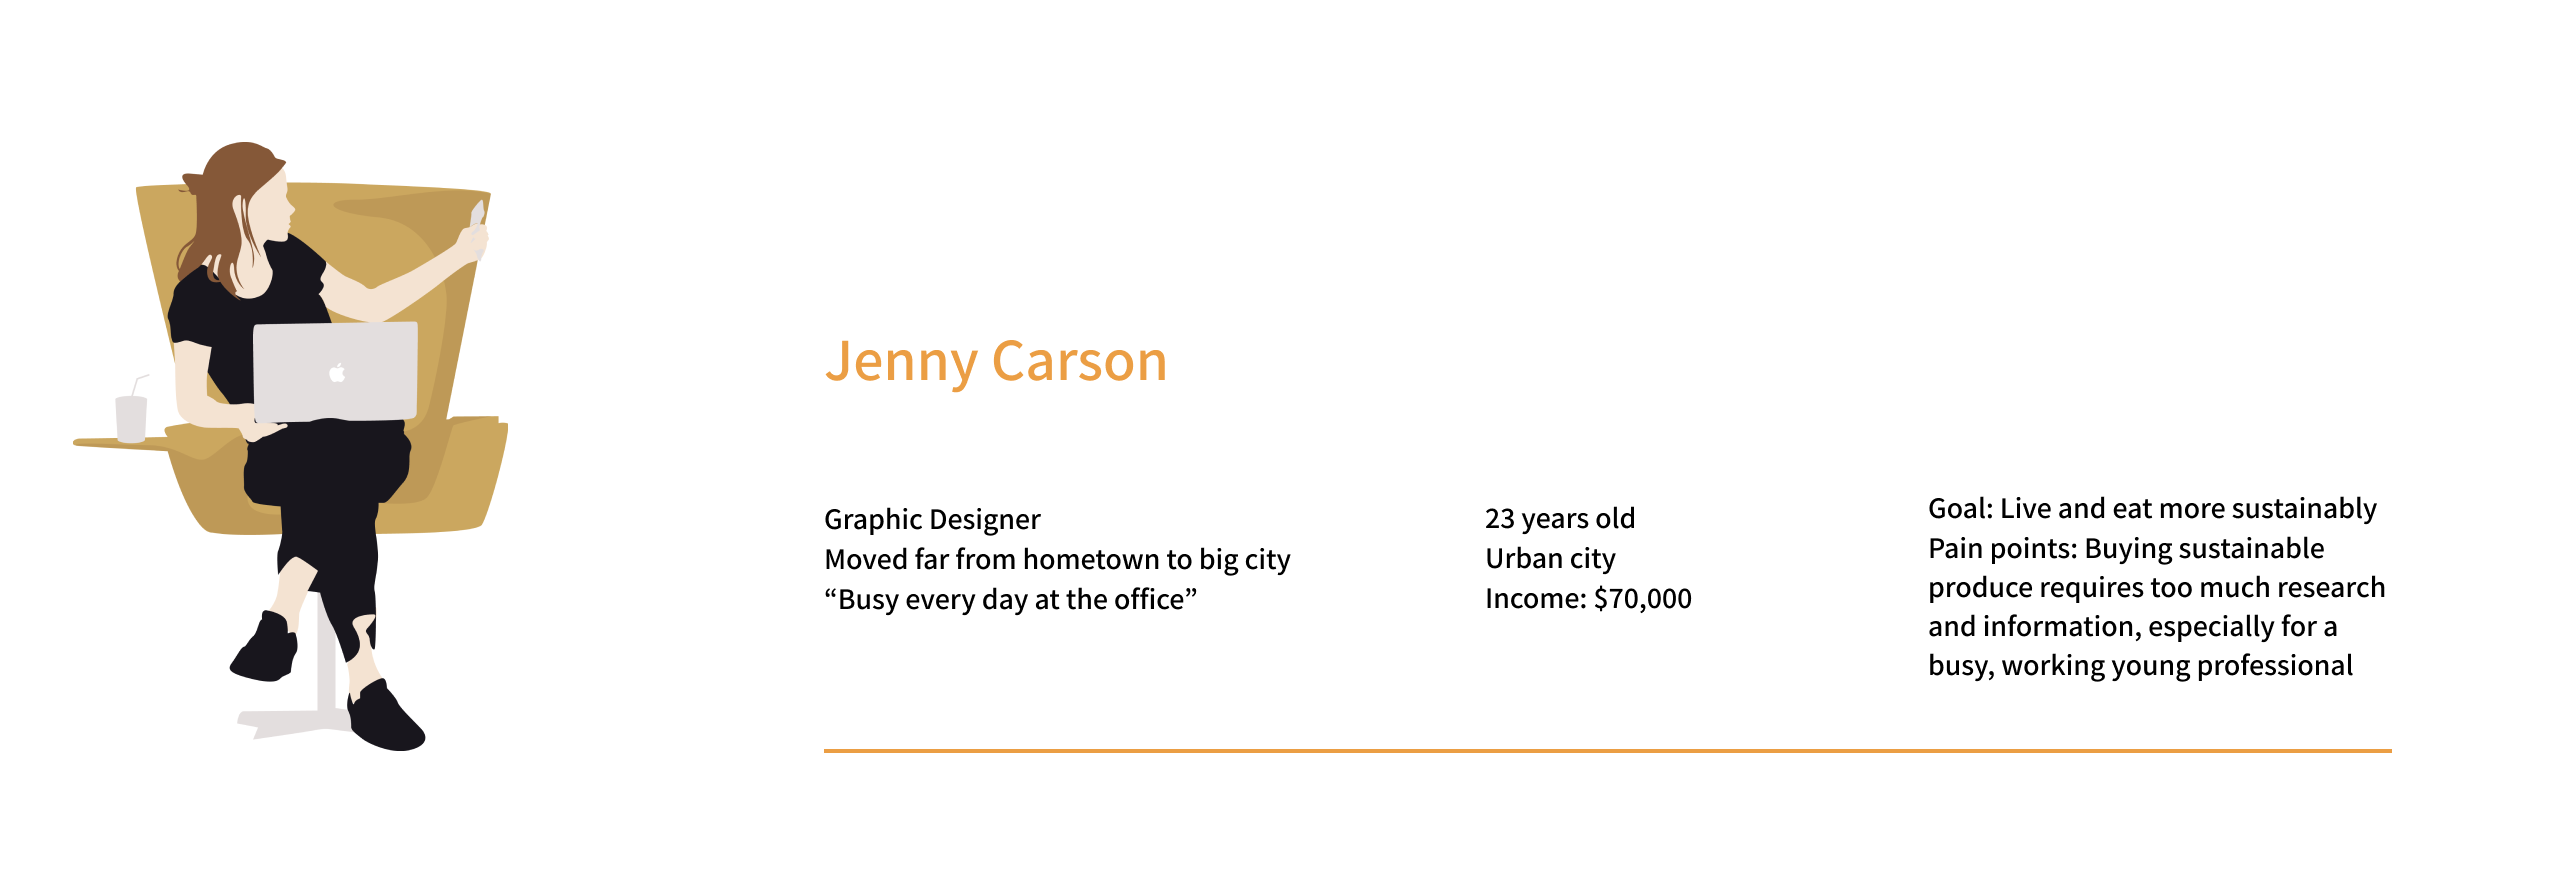 Jenny Carson
Graphic Designer
Moved far from hometown to big city
“Busy every day at the office”
23 years old
Urban city
Income: $70,000
Goal: Live and eat more sustainably
Pain points: Buying sustainable
produce requires too much research
and information, especially for a
busy, working young professional